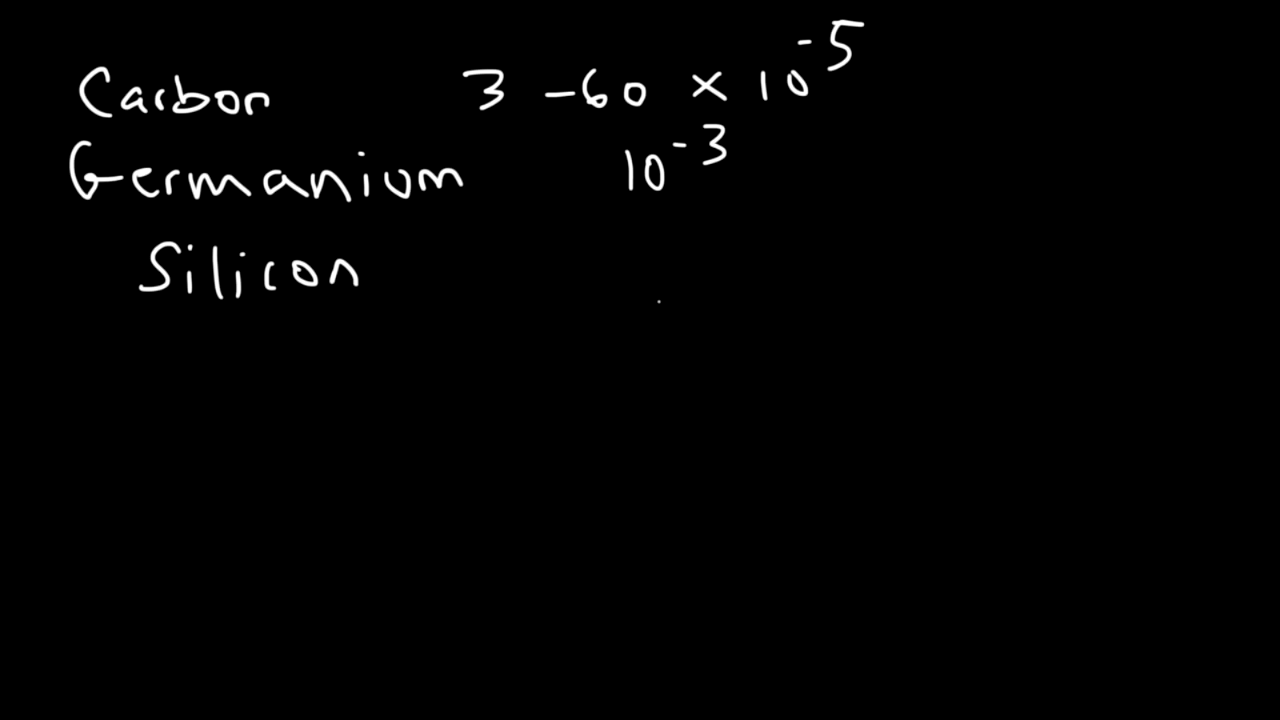 Carbon 3 - 60 × 10⁻⁵
Germanium 10⁻³
Silicon